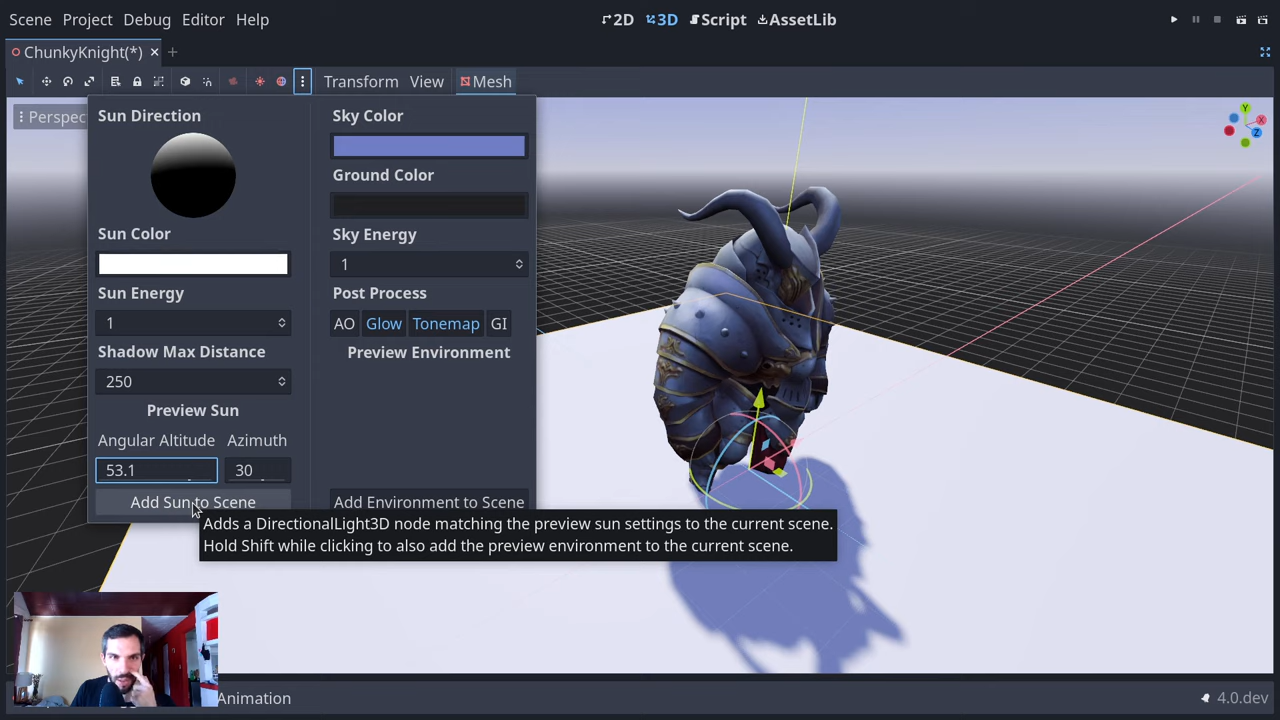 Scene Project Debug Editor Help
2D 3D Script AssetLib
ChunkyKnight(*)
Transform View Mesh
Perspec
Sun Direction
Sun Color
Sun Energy
1
Shadow Max Distance
250
Preview Sun
Angular Altitude Azimuth
53.1 30
Add Sun to Scene
Sky Color
Ground Color
Sky Energy
1
Post Process
AO Glow Tonemap GI
Preview Environment
Add Environment to Scene
Adds a DirectionalLight3D node matching the preview sun settings to the current scene.
Hold Shift while clicking to also add the preview environment to the current scene.
Y
X
Z
Animation
4.0.dev